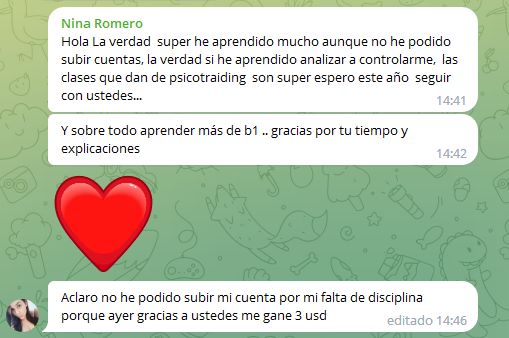 Nina Romero
Hola La verdad super he aprendido mucho aunque no he podido
subir cuentas, la verdad si he aprendido analizar a controlarme, las
clases que dan de psicotraiding son super espero este año seguir
con ustedes...
14:41
Y sobre todo aprender más de b1 .. gracias por tu tiempo y
explicaciones
14:42
Aclaro no he podido subir mi cuenta por mi falta de disciplina
porque ayer gracias a ustedes me gane 3 usd
editado 14:46